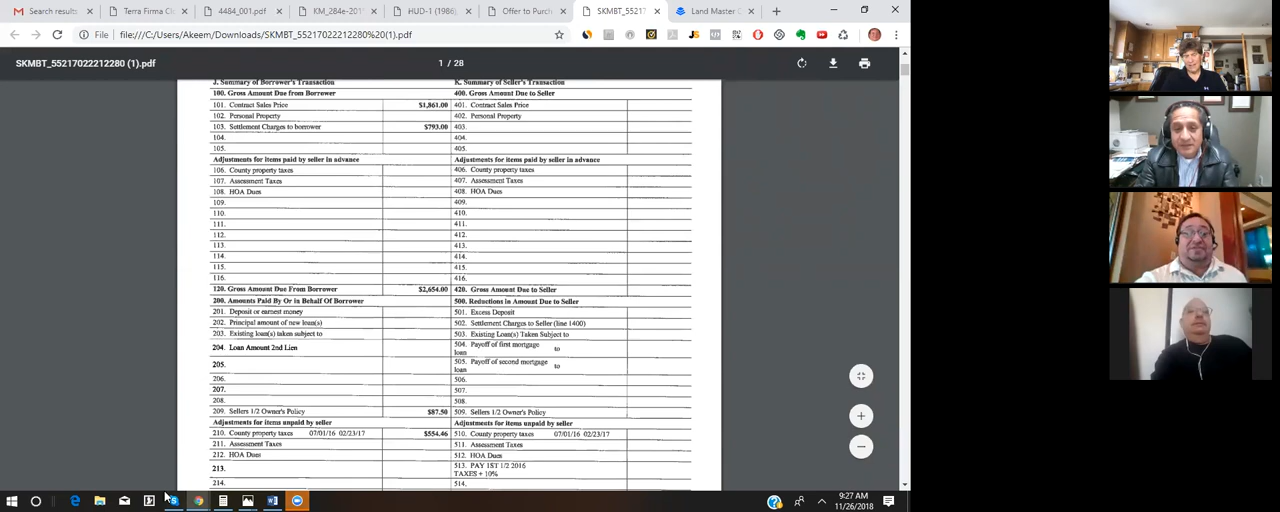 Search results
Terra Firma Cl
4484_001.pdf
KM_284e-201
HUD-1 (1986)
Offer to Purch
SKMBT_55217
Land Master C
File
file:///C:/Users/Akeem/Downloads/SKMBT_55217022212280%20(1).pdf
SKMBT_55217022212280 (1).pdf
1 / 28
J. Summary of Borrower's Transaction K. Summary of Seller's Transaction
100. Gross Amount Due from Borrower 400. Gross Amount Due to Seller
101. Contract Sales Price $1,861.00 401. Contract Sales Price
102. Personal Property 402. Personal Property
103. Settlement Charges to borrower $793.00 403.
104. 404.
105. 405.
Adjustments for items paid by seller in advance Adjustments for items paid by seller in advance
106. County property taxes 406. County property taxes
107. Assessment Taxes 407. Assessment Taxes
108. HOA Dues 408. HOA Dues
109. 409.
110. 410.
111. 411.
112. 412.
113. 413.
114. 414.
115. 415.
116. 416.
120. Gross Amount Due From Borrower $2,654.00 420. Gross Amount Due to Seller
200. Amounts Paid By Or in Behalf Of Borrower 500. Reductions in Amount Due to Seller
201. Deposit or earnest money 501. Excess Deposit
202. Principal amount of new loan(s) 502. Settlement Charges to Seller (line 1400)
203. Existing loan(s) taken subject to 503. Existing Loan(s) Taken Subject to
204. Loan Amount 2nd Lien 504. Payoff of first mortgage loan to
205. 505. Payoff of second mortgage loan to
206. 506.
207. 507.
208. 508.
209. Sellers 1/2 Owner's Policy $87.50 509. Sellers 1/2 Owner's Policy
Adjustments for items unpaid by seller Adjustments for items unpaid by seller
210. County property taxes 07/01/16 02/23/17 $554.46 510. County property taxes 07/01/16 02/23/17
211. Assessment Taxes 511. Assessment Taxes
212. HOA Dues 512. HOA Dues
213. 513. PAY 1ST 1/2 2016 TAXES + 10%
214. 514.
9:27 AM
11/26/2018